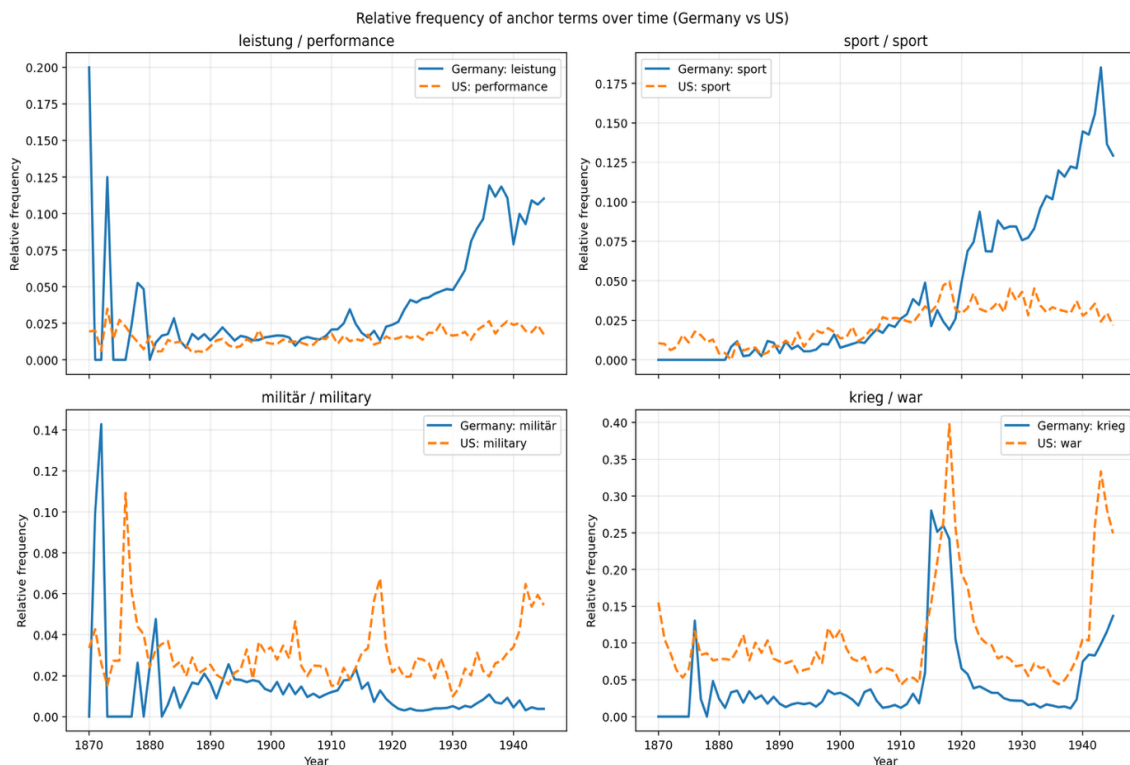 Relative frequency of anchor terms over time (Germany vs US)
leistung / performance
Relative frequency
0.200
0.175
0.150
0.125
0.100
0.075
0.050
0.025
0.000
Germany: leistung
US: performance
sport / sport
Relative frequency
0.175
0.150
0.125
0.100
0.075
0.050
0.025
0.000
Germany: sport
US: sport
militär / military
Relative frequency
0.14
0.12
0.10
0.08
0.06
0.04
0.02
0.00
Germany: militär
US: military
1870 1880 1890 1900 1910 1920 1930 1940
Year
krieg / war
Relative frequency
0.40
0.35
0.30
0.25
0.20
0.15
0.10
0.05
0.00
Germany: krieg
US: war
1870 1880 1890 1900 1910 1920 1930 1940
Year